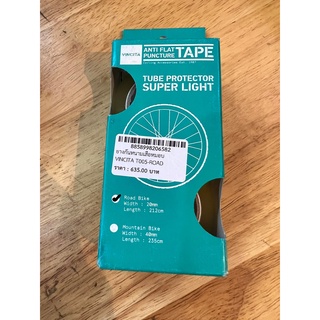 VINCITA
ANTI FLAT
PUNCTURE
TAPE
TUBE PROTECTOR
SUPER LIGHT
8858998206582
VINCITA T005-ROAD
ราคา : 635.00 บาท
Road Bike
Width : 20mm
Length : 212cm
Mountain Bike
Width : 40mm
Length : 235cm